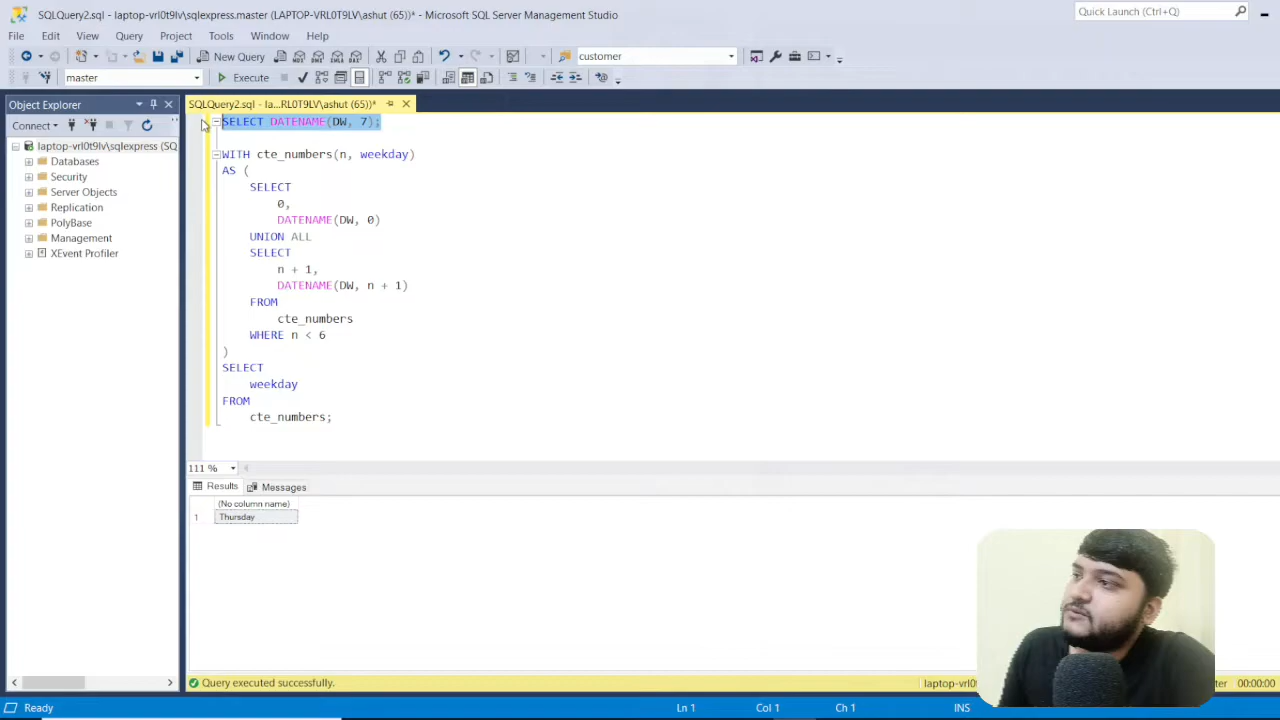 SQLQuery2.sql - laptop-vrl0t9lv\sqlexpress.master (LAPTOP-VRL0T9LV\ashut (65))* - Microsoft SQL Server Management Studio
Quick Launch (Ctrl+Q)
File Edit View Query Project Tools Window Help
New Query
customer
master
Execute
Object Explorer
SQLQuery2.sql - la...RL0T9LV\ashut (65))*
Connect
laptop-vrl0t9lv\sqlexpress (SQ
Databases
Security
Server Objects
Replication
PolyBase
Management
XEvent Profiler
SELECT DATENAME(DW, 7);
WITH cte_numbers(n, weekday)
AS (
SELECT
0,
DATENAME(DW, 0)
UNION ALL
SELECT
n + 1,
DATENAME(DW, n + 1)
FROM
cte_numbers
WHERE n < 6
)
SELECT
weekday
FROM
cte_numbers;
111 %
Results Messages
(No column name)
1 Thursday
Query executed successfully.
laptop-vrl0
ter
00:00:00
Ready
Ln 1
Col 1
Ch 1
INS